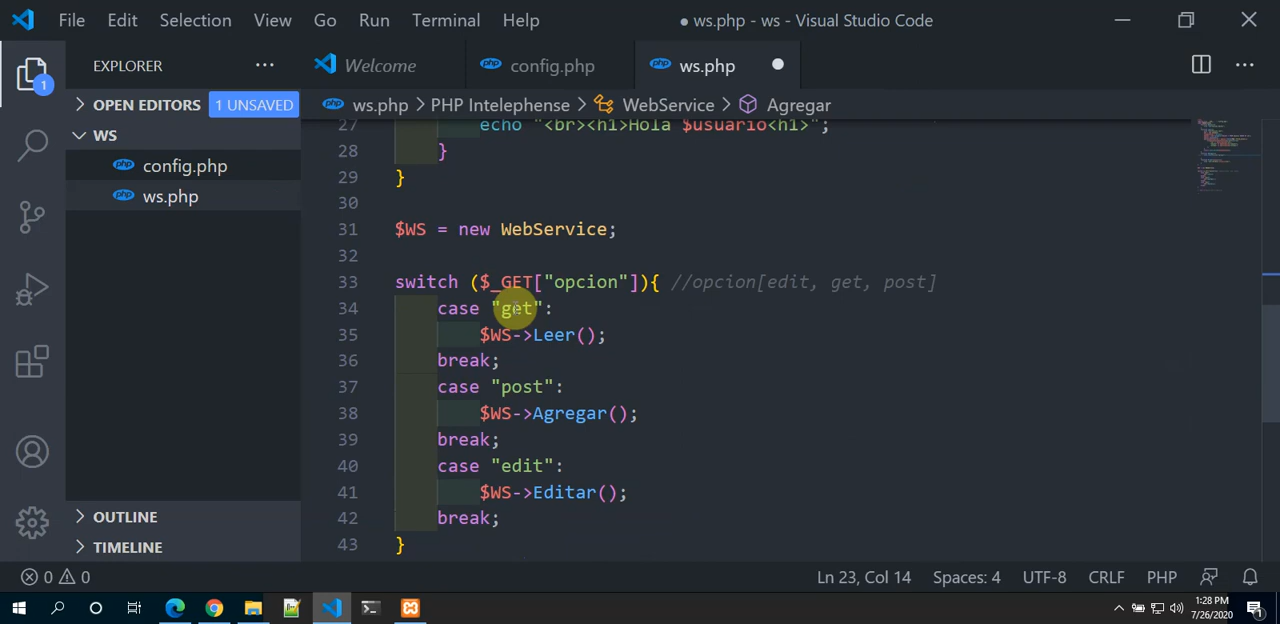 File Edit Selection View Go Run Terminal Help ● ws.php - ws - Visual Studio Code
EXPLORER ··· Welcome config.php ws.php
OPEN EDITORS 1 UNSAVED ws.php > PHP Intelephense > WebService > Agregar
WS
config.php
ws.php
27 echo "<br><h1>Hola $usuario<h1>";
28 }
29 }
30
31 $WS = new WebService;
32
33 switch ($_GET["opcion"]){ //opcion[edit, get, post]
34 case "get":
35 $WS->Leer();
36 break;
37 case "post":
38 $WS->Agregar();
39 break;
40 case "edit":
41 $WS->Editar();
42 break;
43 }
OUTLINE
TIMELINE
0 0 Ln 23, Col 14 Spaces: 4 UTF-8 CRLF PHP
1:28 PM
7/26/2020